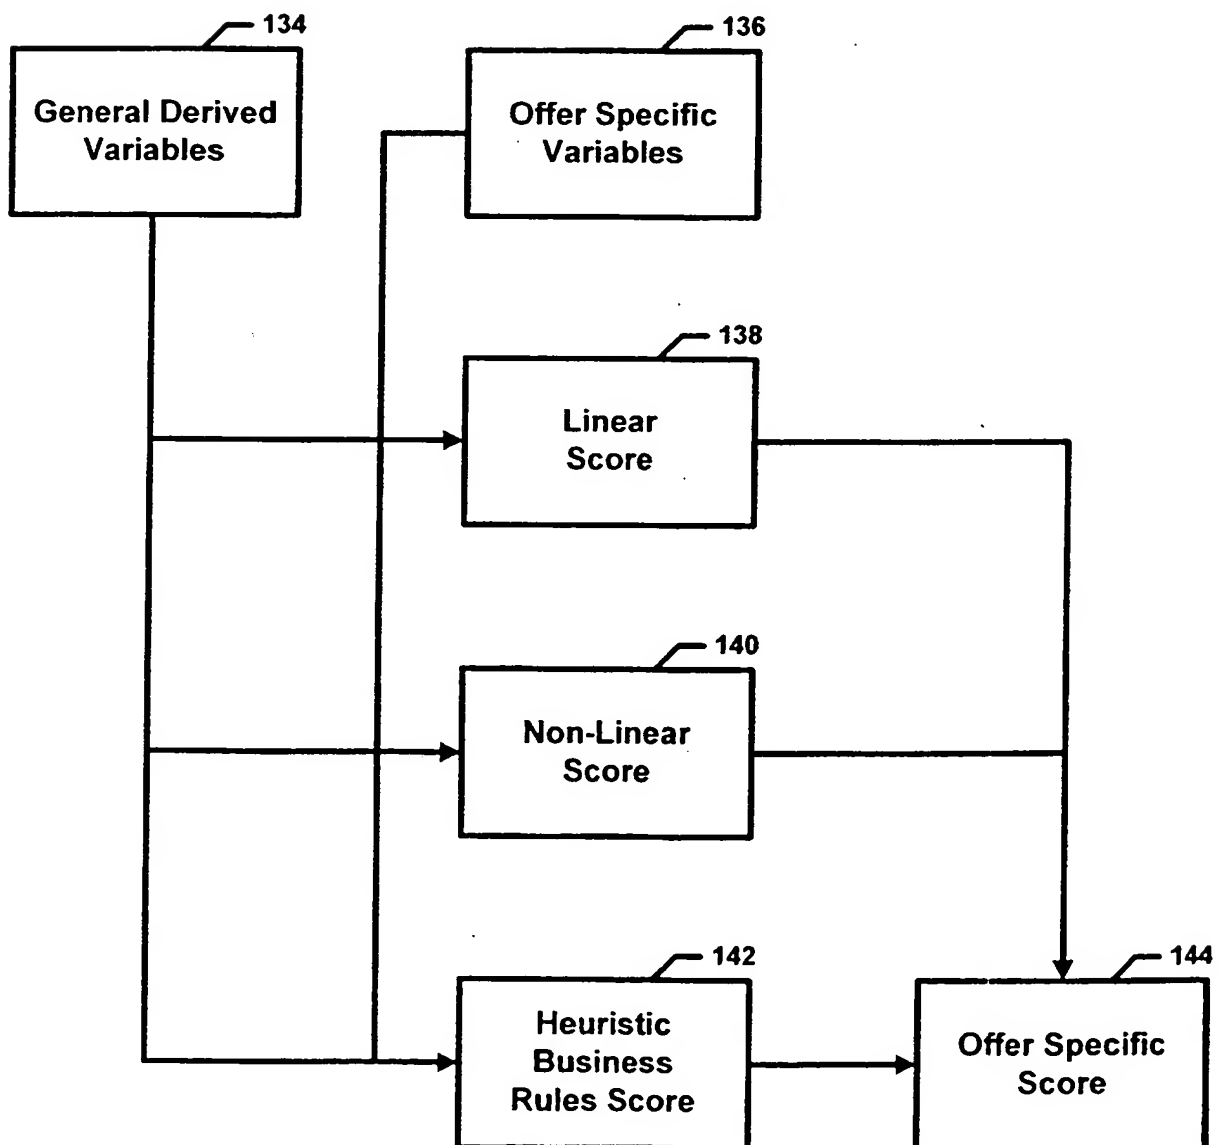 134
General Derived
Variables
136
Offer Specific
Variables
138
Linear
Score
140
Non-Linear
Score
142
Heuristic
Business
Rules Score
144
Offer Specific
Score